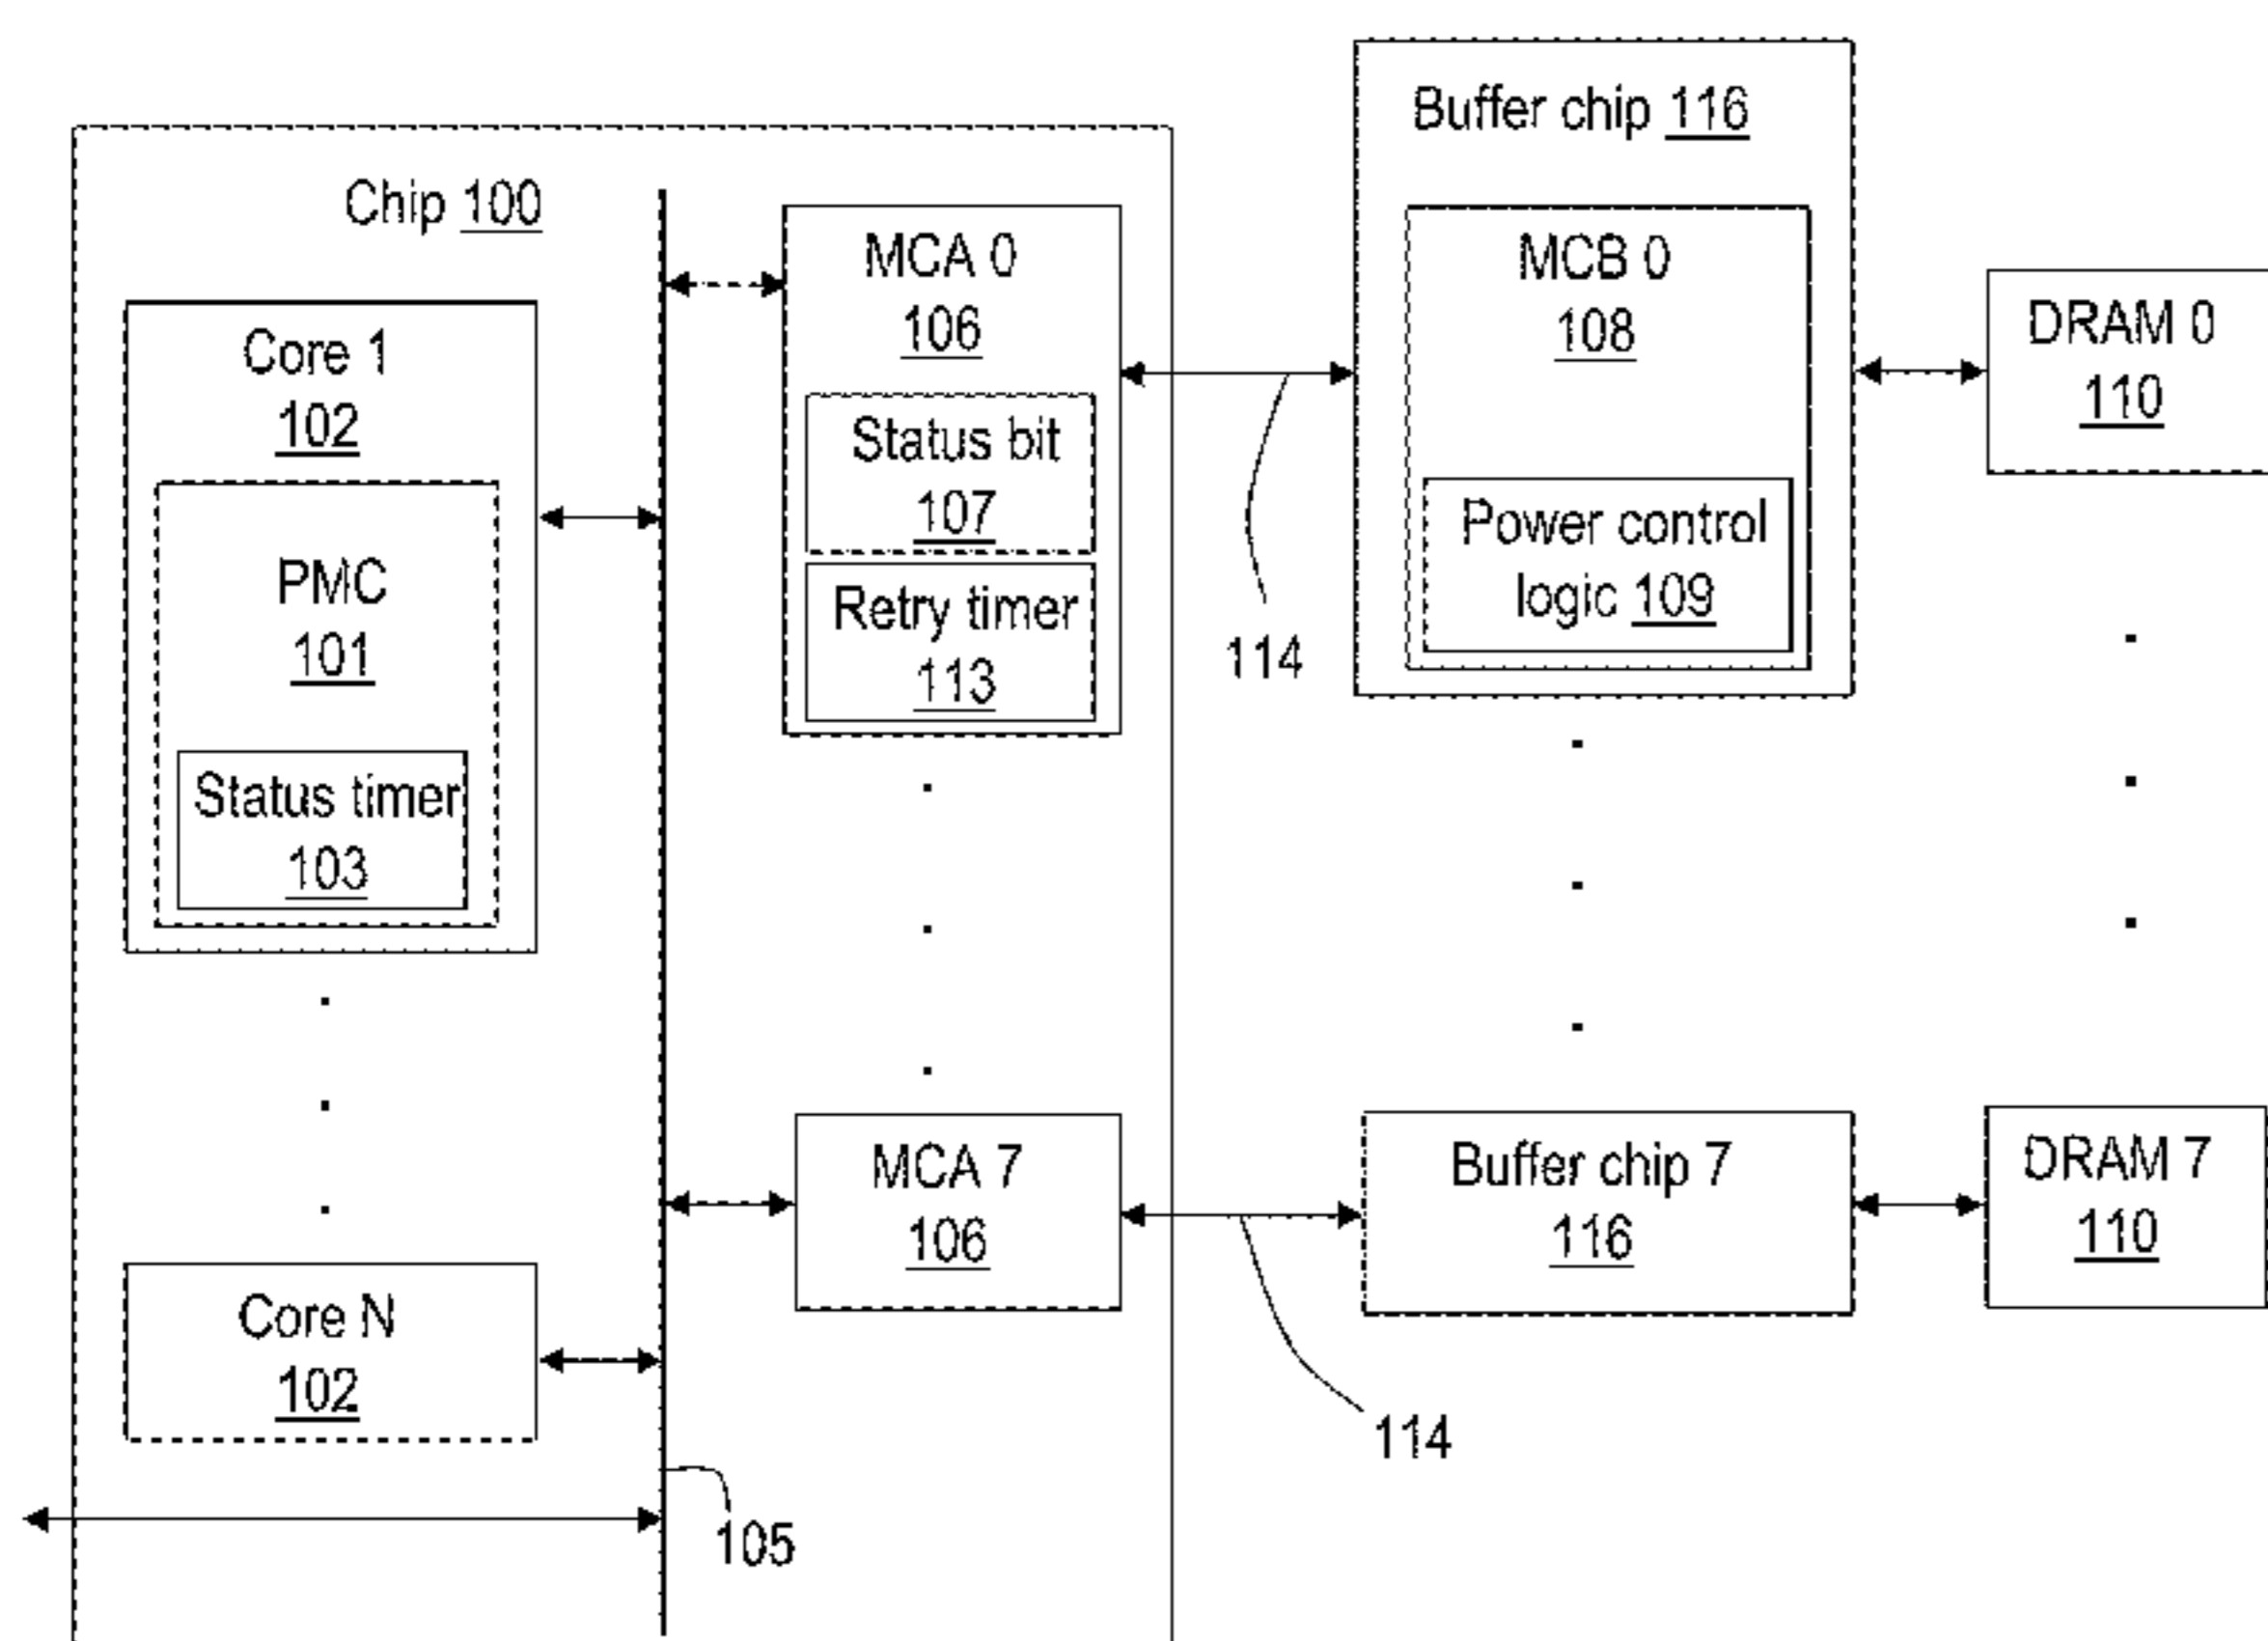 Chip 100
Core 1
102
PMC
101
Status timer
103
Core N
102
105
MCA 0
106
Status bit
107
Retry timer
113
MCA 7
106
114
114
Buffer chip 116
MCB 0
108
Power control
logic 109
Buffer chip 7
116
DRAM 0
110
DRAM 7
110